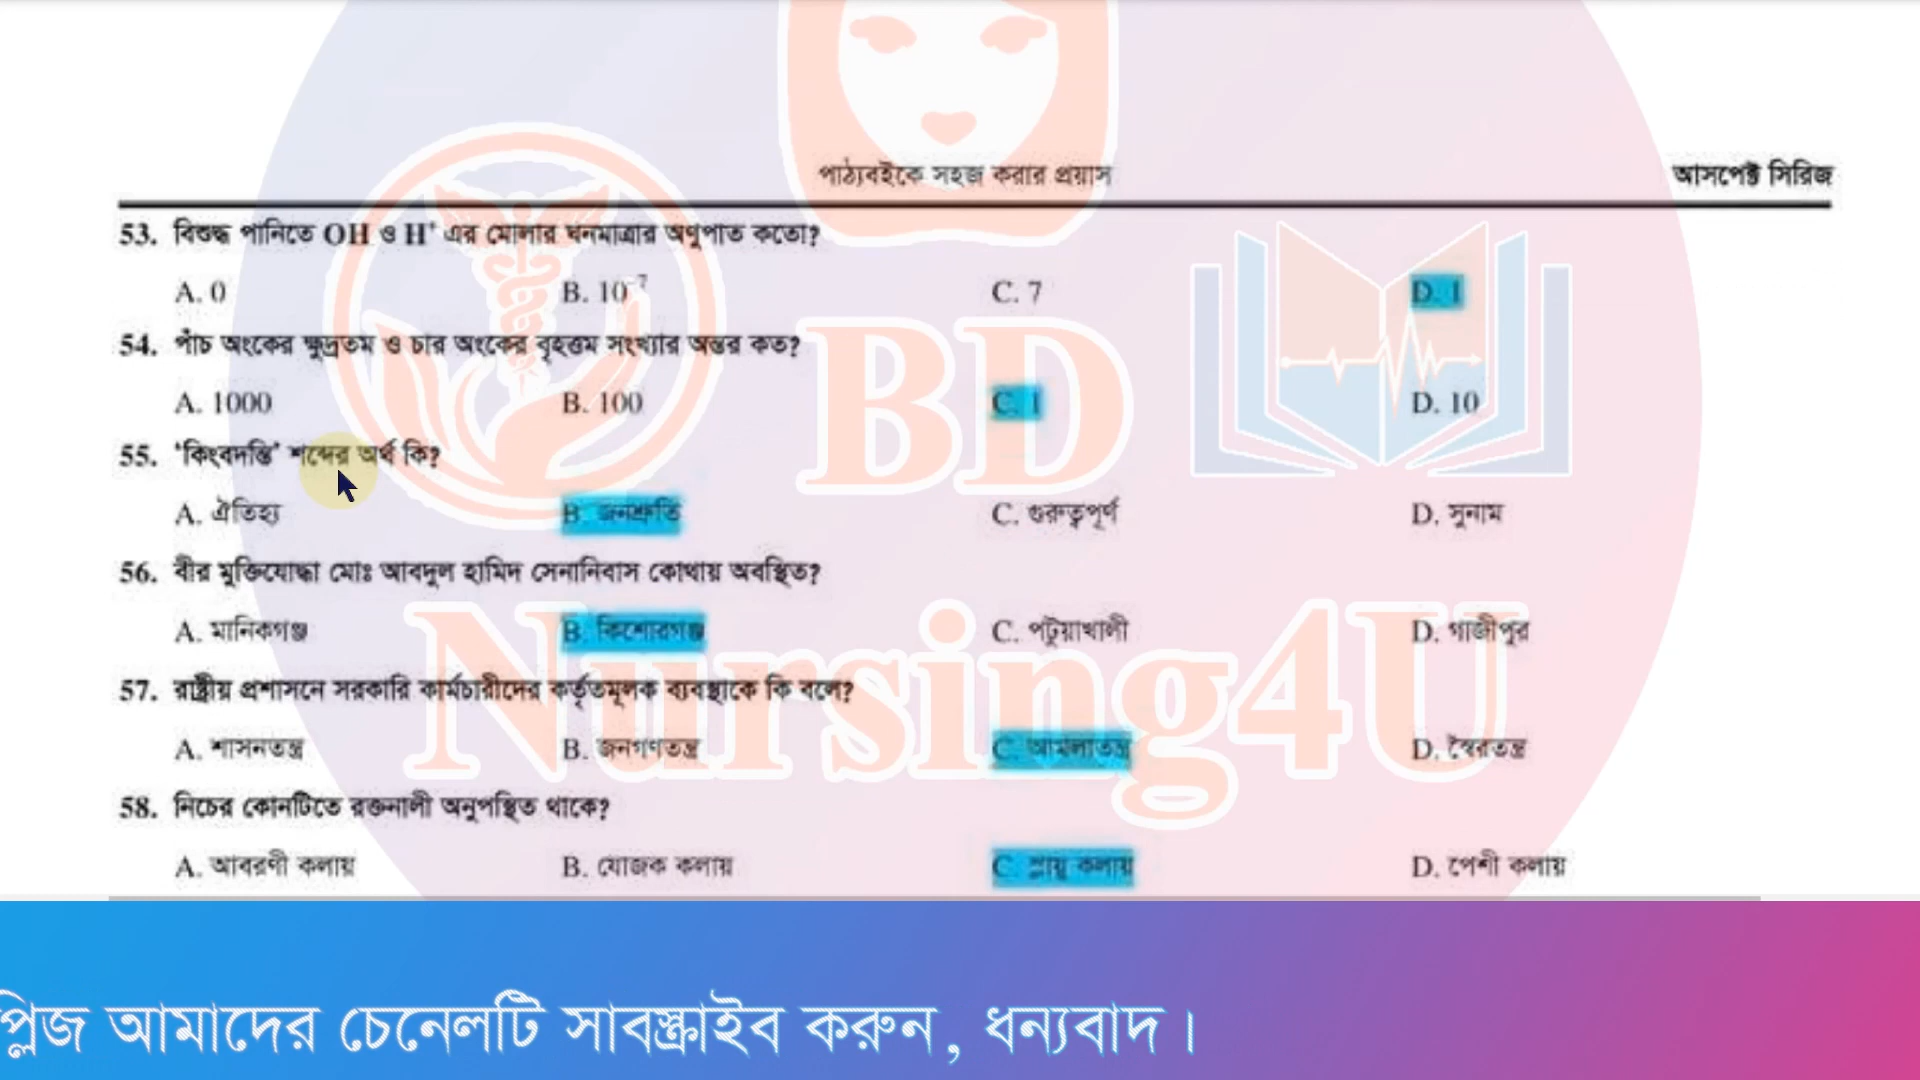 পাঠ্যবইকে সহজ করার প্রয়াস
আসপেক্ট সিরিজ
53. বিশুদ্ধ পানিতে OH ও H⁺ এর মোলার ঘনমাত্রার অণুপাত কতো?
A. 0 B. 10⁻⁷ C. 7 D. 1
54. পাঁচ অংকের ক্ষুদ্রতম ও চার অংকের বৃহত্তম সংখ্যার অন্তর কত?
A. 1000 B. 100 C. 1 D. 10
55. ‘কিংবদন্তি’ শব্দের অর্থ কি?
A. ঐতিহ্য B. জনশ্রুতি C. গুরুত্বপূর্ণ D. সুনাম
56. বীর মুক্তিযোদ্ধা মোঃ আবদুল হামিদ সেনানিবাস কোথায় অবস্থিত?
A. মানিকগঞ্জ B. কিশোরগঞ্জ C. পটুয়াখালী D. গাজীপুর
57. রাষ্ট্রীয় প্রশাসনে সরকারি কার্মচারীদের কর্তৃতমূলক ব্যবস্থাকে কি বলে?
A. শাসনতন্ত্র B. জনগণতন্ত্র C. আমলাতন্ত্র D. স্বৈরতন্ত্র
58. নিচের কোনটিতে রক্তনালী অনুপস্থিত থাকে?
A. আবরণী কলায় B. যোজক কলায় C. স্নায়ু কলায় D. পেশী কলায়
BD
Nursing4U
প্লিজ আমাদের চেনেলটি সাবস্ক্রাইব করুন, ধন্যবাদ।